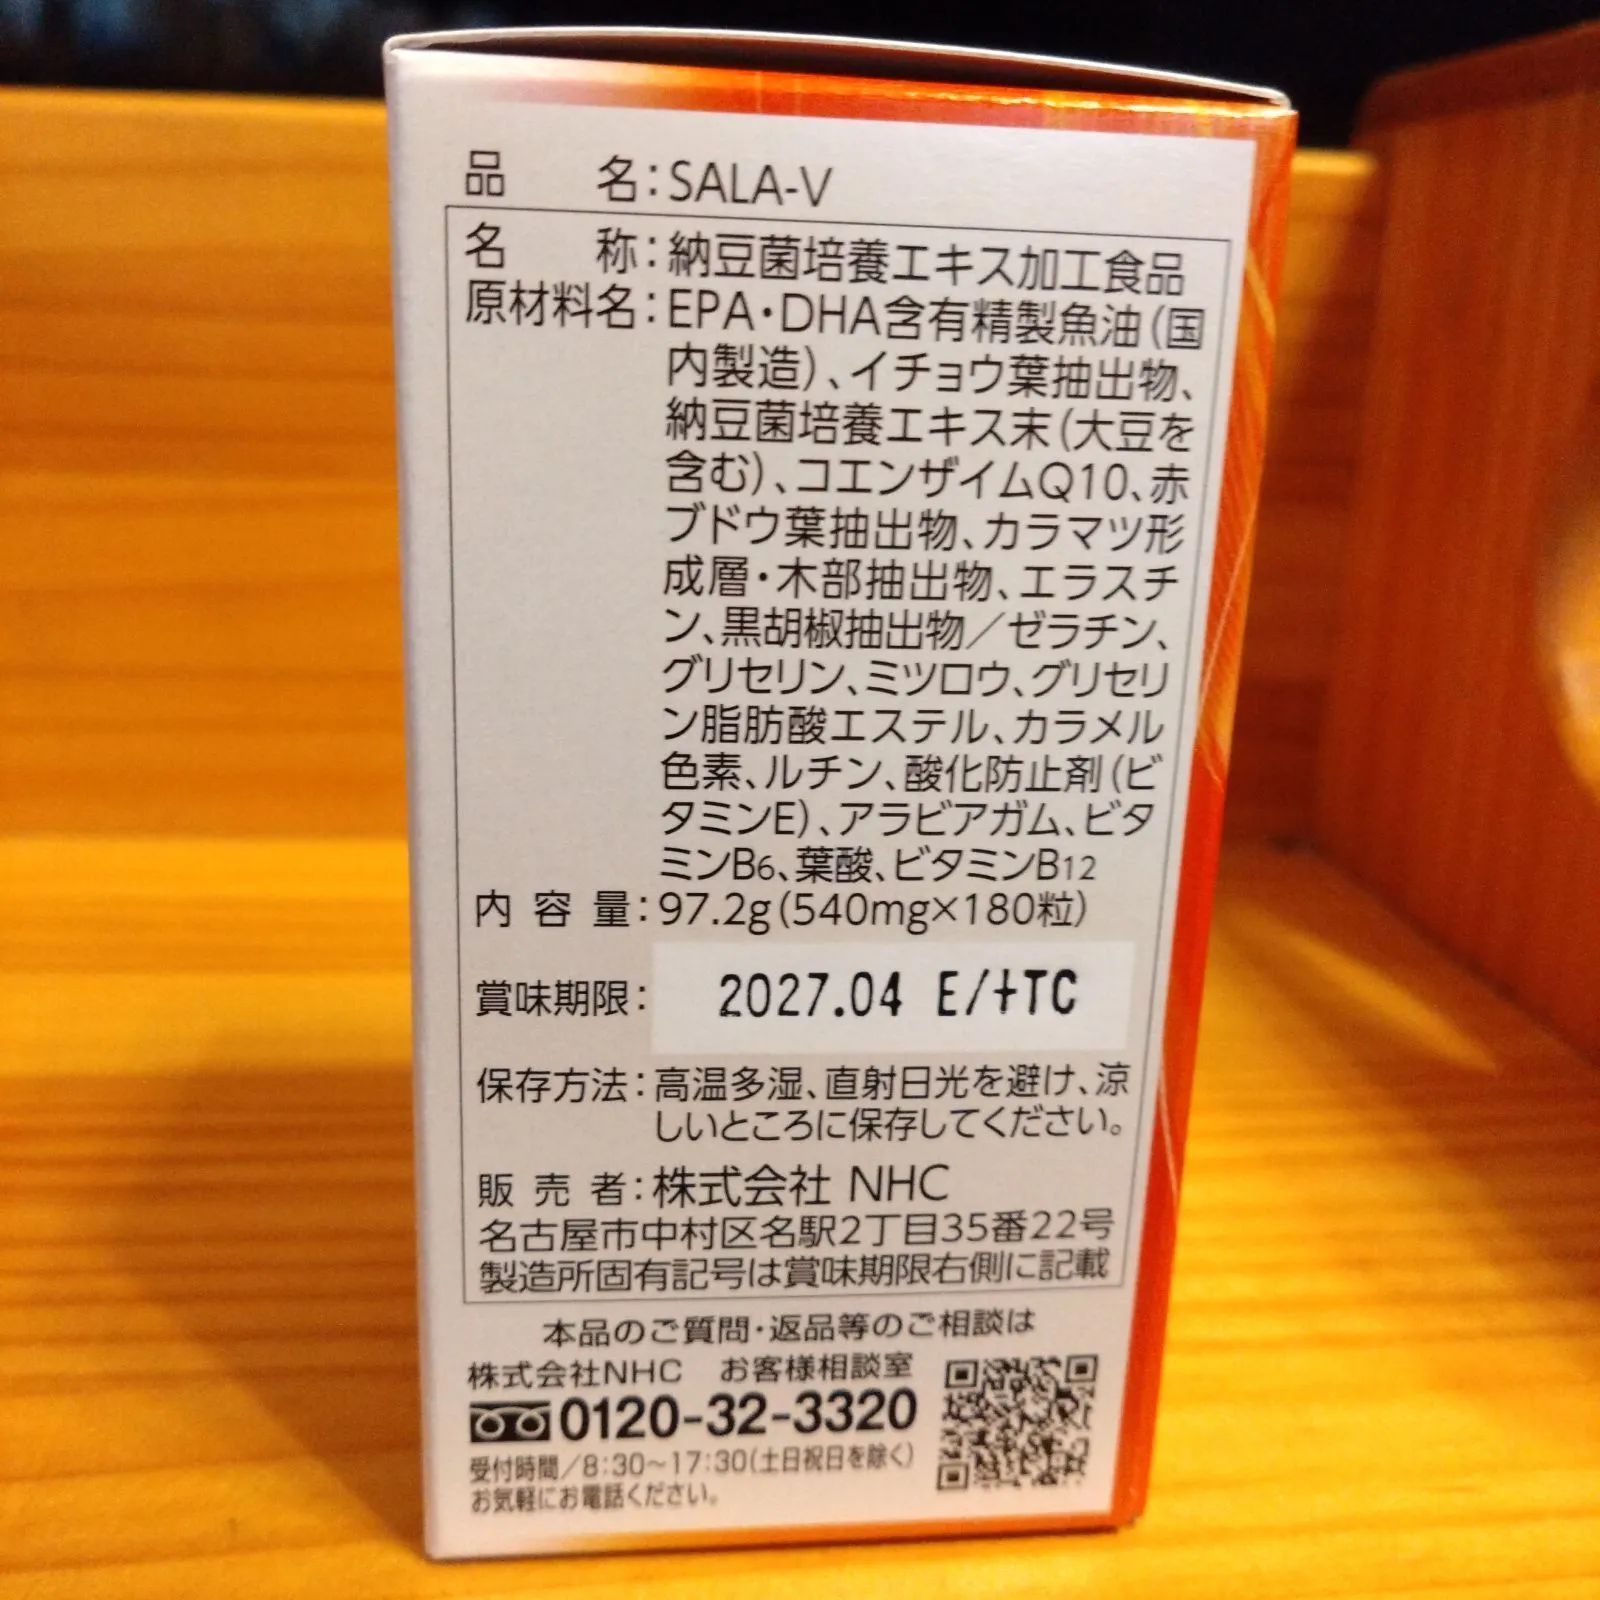 品　　名：SALA-V
名　　称：納豆菌培養エキス加工食品
原材料名：EPA・DHA含有精製魚油（国
内製造）、イチョウ葉抽出物、
納豆菌培養エキス末（大豆を
含む）、コエンザイムQ10、赤
ブドウ葉抽出物、カラマツ形
成層・木部抽出物、エラスチ
ン、黒胡椒抽出物／ゼラチン、
グリセリン、ミツロウ、グリセリ
ン脂肪酸エステル、カラメル
色素、ルチン、酸化防止剤（ビ
タミンE）、アラビアガム、ビタ
ミンB6、葉酸、ビタミンB12
内容量：97.2g（540mg×180粒）
賞味期限：2027.04 E/+TC
保存方法：高温多湿、直射日光を避け、涼
しいところに保存してください。
販売者：株式会社 NHC
名古屋市中村区名駅2丁目35番22号
製造所固有記号は賞味期限右側に記載
本品のご質問・返品等のご相談は
株式会社NHC　お客様相談室
0120-32-3320
受付時間／8:30～17:30（土日祝日を除く）
お気軽にお電話ください。